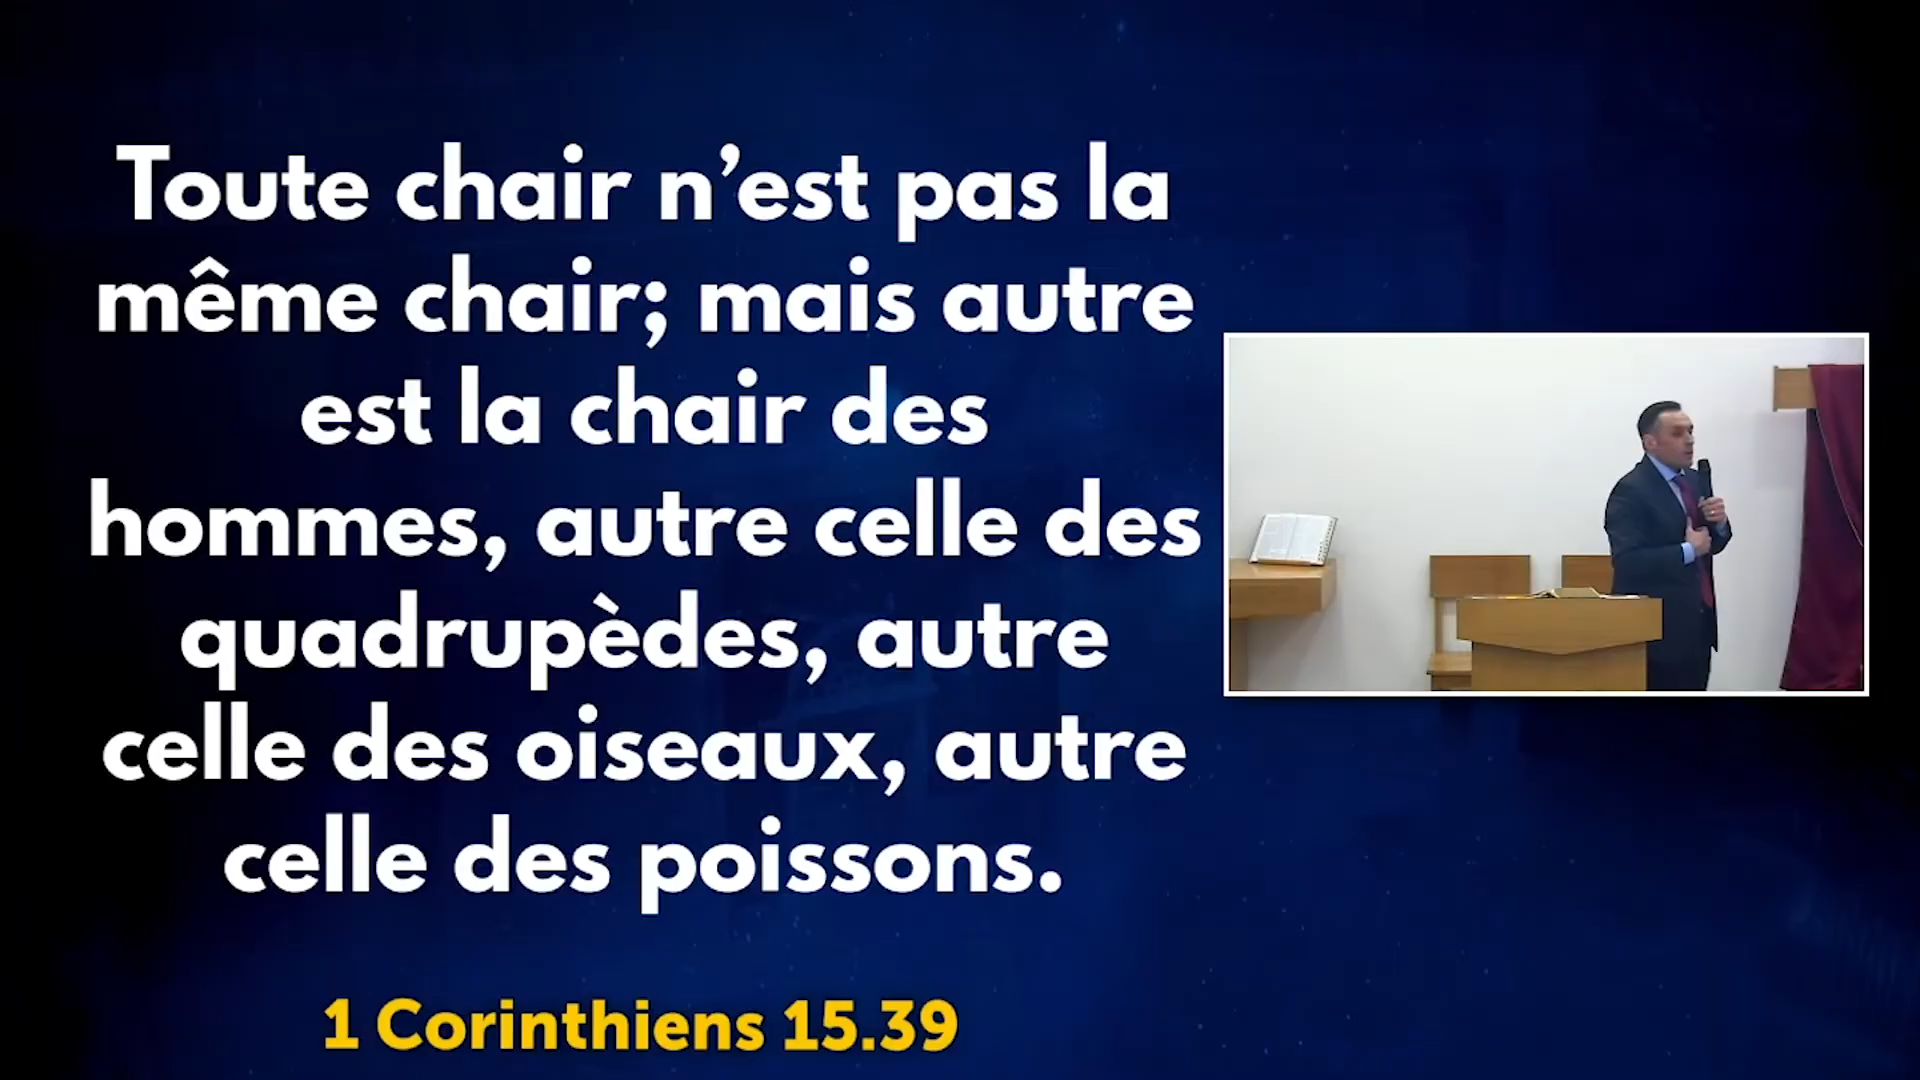 Toute chair n’est pas la
même chair; mais autre
est la chair des
hommes, autre celle des
quadrupèdes, autre
celle des oiseaux, autre
celle des poissons.
1 Corinthiens 15.39